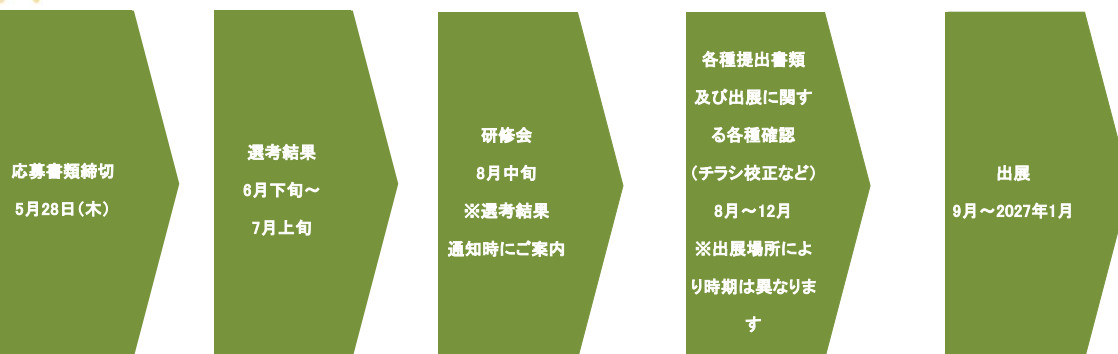 応募書類締切
5月28日(木)
選考結果
6月下旬～
7月上旬
研修会
8月中旬
※選考結果
通知時にご案内
各種提出書類
及び出展に関す
る各種確認
(チラシ校正など)
8月～12月
※出展場所によ
り時期は異なりま
す
出展
9月～2027年1月